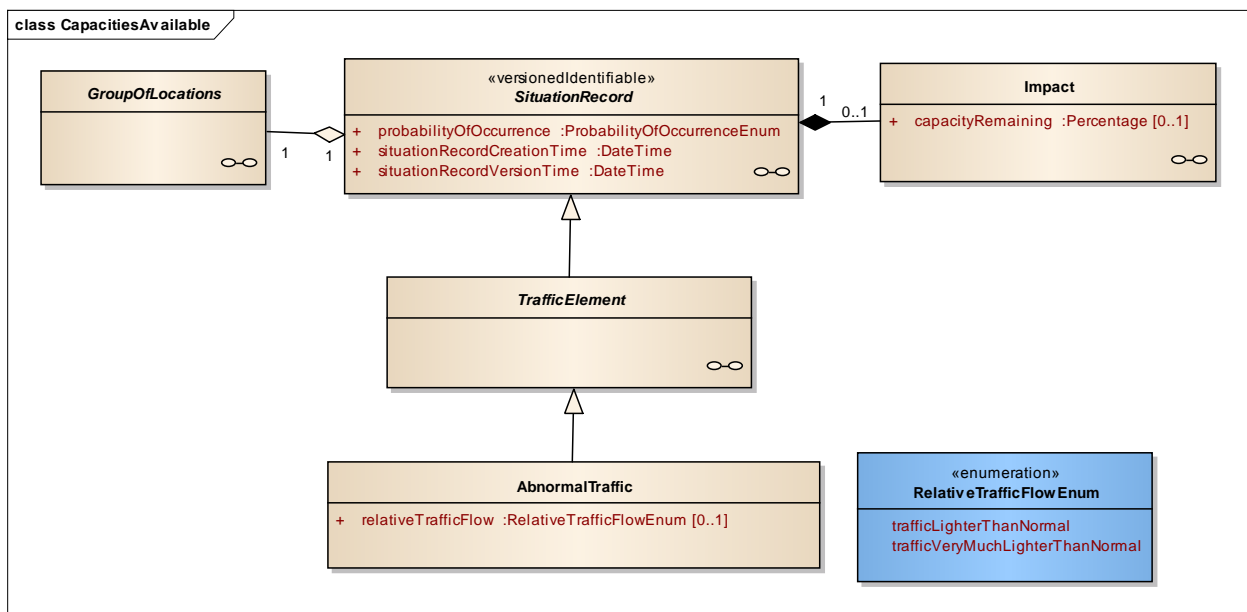 class CapacitiesAvailable
GroupOfLocations
«versionedIdentifiable»
SituationRecord
+ probabilityOfOccurrence :ProbabilityOfOccurrenceEnum
+ situationRecordCreationTime :DateTime
+ situationRecordVersionTime :DateTime
Impact
+ capacityRemaining :Percentage [0..1]
1
1
1
0..1
TrafficElement
AbnormalTraffic
+ relativeTrafficFlow :RelativeTrafficFlowEnum [0..1]
«enumeration»
RelativeTrafficFlowEnum
trafficLighterThanNormal
trafficVeryMuchLighterThanNormal